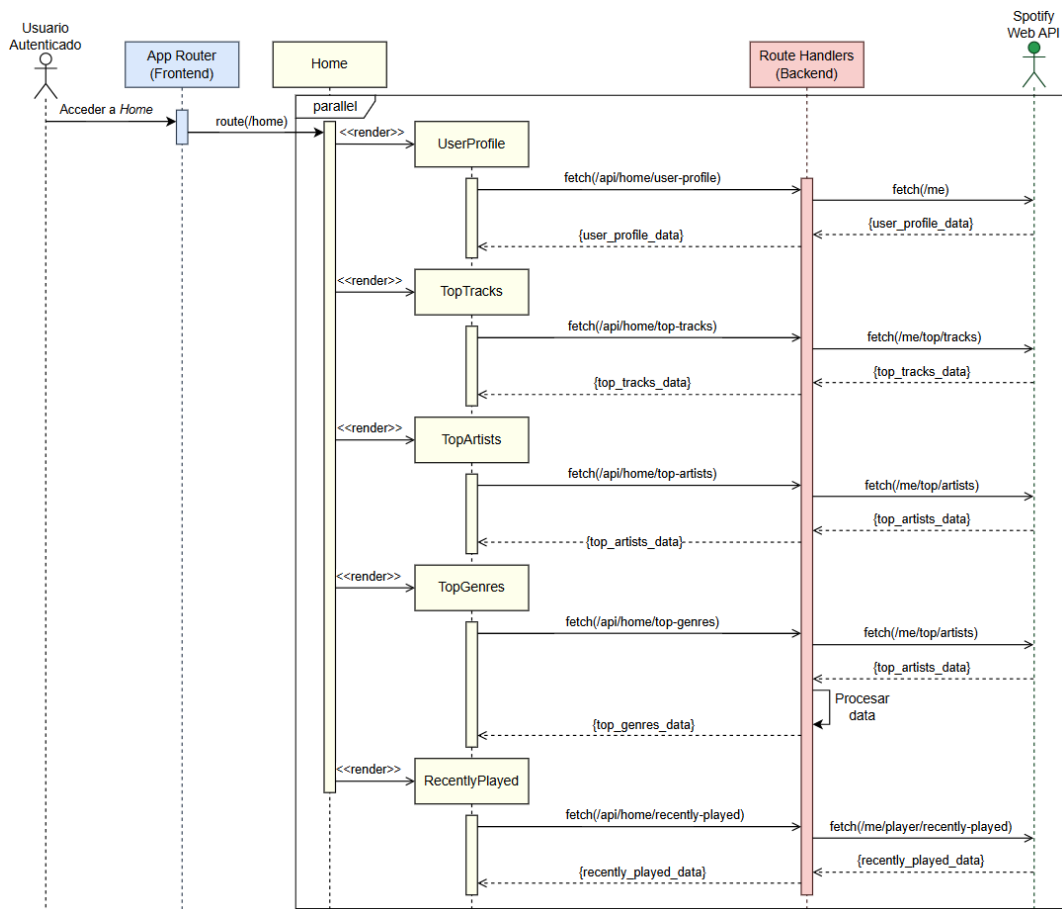 Usuario
Autenticado
App Router
(Frontend)
Home
Route Handlers
(Backend)
Spotify
Web API
parallel
Acceder a Home
route(/home)
<<render>>
UserProfile
fetch(/api/home/user-profile)
fetch(/me)
{user_profile_data}
{user_profile_data}
<<render>>
TopTracks
fetch(/api/home/top-tracks)
fetch(/me/top/tracks)
{top_tracks_data}
{top_tracks_data}
<<render>>
TopArtists
fetch(/api/home/top-artists)
fetch(/me/top/artists)
{top_artists_data}
{top_artists_data}
<<render>>
TopGenres
fetch(/api/home/top-genres)
fetch(/me/top/artists)
{top_artists_data}
Procesar
data
{top_genres_data}
<<render>>
RecentlyPlayed
fetch(/api/home/recently-played)
fetch(/me/player/recently-played)
{recently_played_data}
{recently_played_data}